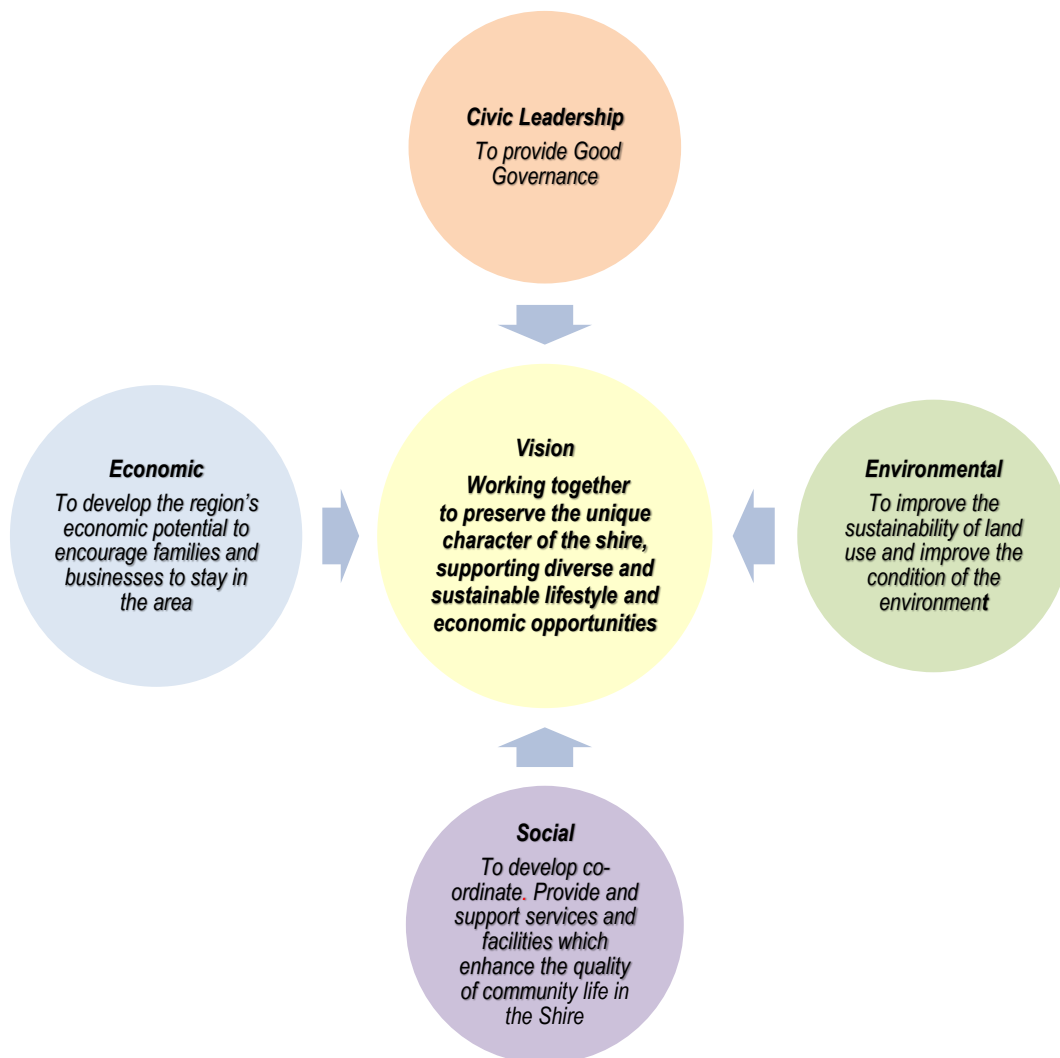 Civic Leadership
To provide Good
Governance
Economic
To develop the region’s
economic potential to
encourage families and
businesses to stay in
the area
Vision
Working together
to preserve the unique
character of the shire,
supporting diverse and
sustainable lifestyle and
economic opportunities
Environmental
To improve the
sustainability of land
use and improve the
condition of the
environment
Social
To develop co-
ordinate. Provide and
support services and
facilities which
enhance the quality
of community life in
the Shire